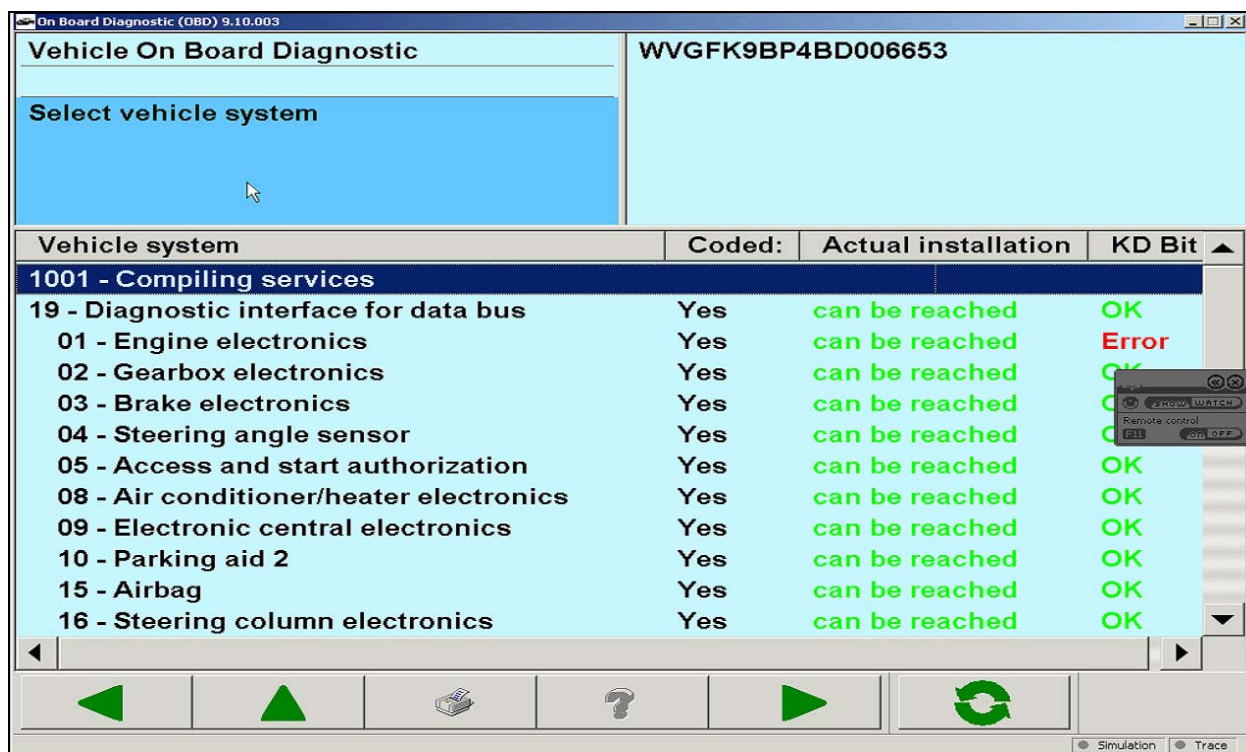 On Board Diagnostic (OBD) 9.10.003
Vehicle On Board Diagnostic
WVGFK9BP4BD006653
Select vehicle system
Vehicle system Coded: Actual installation KD Bit
1001 - Compiling services
19 - Diagnostic interface for data bus Yes can be reached OK
01 - Engine electronics Yes can be reached Error
02 - Gearbox electronics Yes can be reached OK
03 - Brake electronics Yes can be reached
SHOW WATCH
04 - Steering angle sensor Yes can be reached
Remote control
F11 on OFF
05 - Access and start authorization Yes can be reached OK
08 - Air conditioner/heater electronics Yes can be reached OK
09 - Electronic central electronics Yes can be reached OK
10 - Parking aid 2 Yes can be reached OK
15 - Airbag Yes can be reached OK
16 - Steering column electronics Yes can be reached OK
Simulation Trace